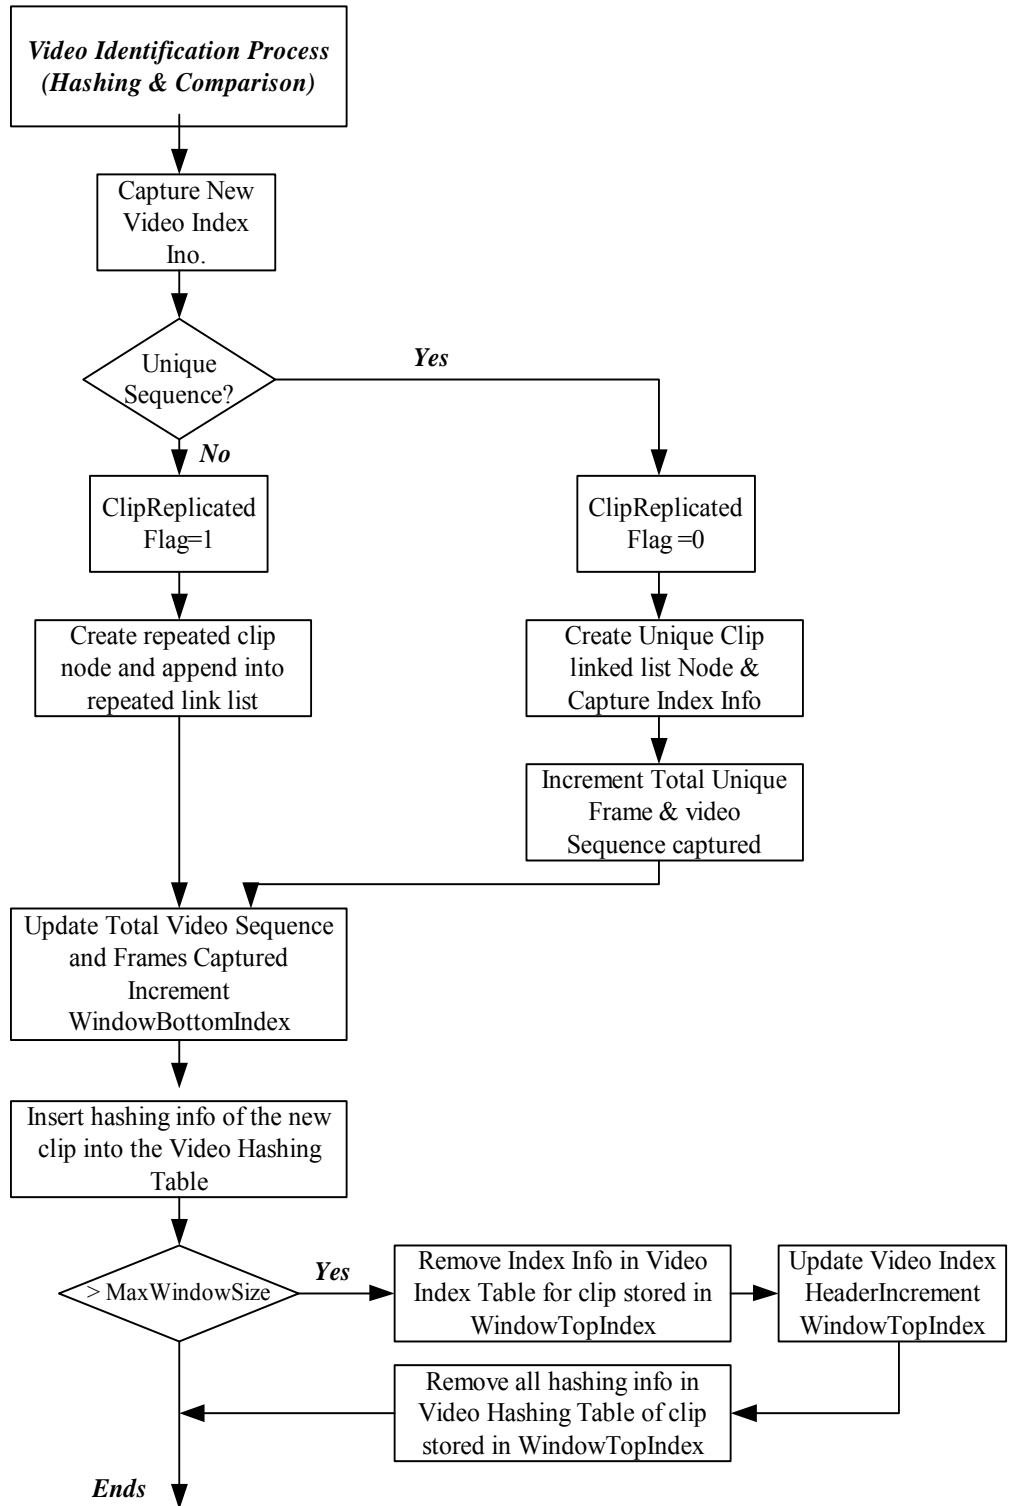 Video Identification Process
(Hashing & Comparison)
Capture New
Video Index
Ino.
Unique
Sequence?
Yes
No
ClipReplicated
Flag=1
ClipReplicated
Flag =0
Create repeated clip
node and append into
repeated link list
Create Unique Clip
linked list Node &
Capture Index Info
Increment Total Unique
Frame & video
Sequence captured
Update Total Video Sequence
and Frames Captured
Increment
WindowBottomIndex
Insert hashing info of the new
clip into the Video Hashing
Table
> MaxWindowSize
Yes
Remove Index Info in Video
Index Table for clip stored in
WindowTopIndex
Update Video Index
HeaderIncrement
WindowTopIndex
Remove all hashing info in
Video Hashing Table of clip
stored in WindowTopIndex
Ends